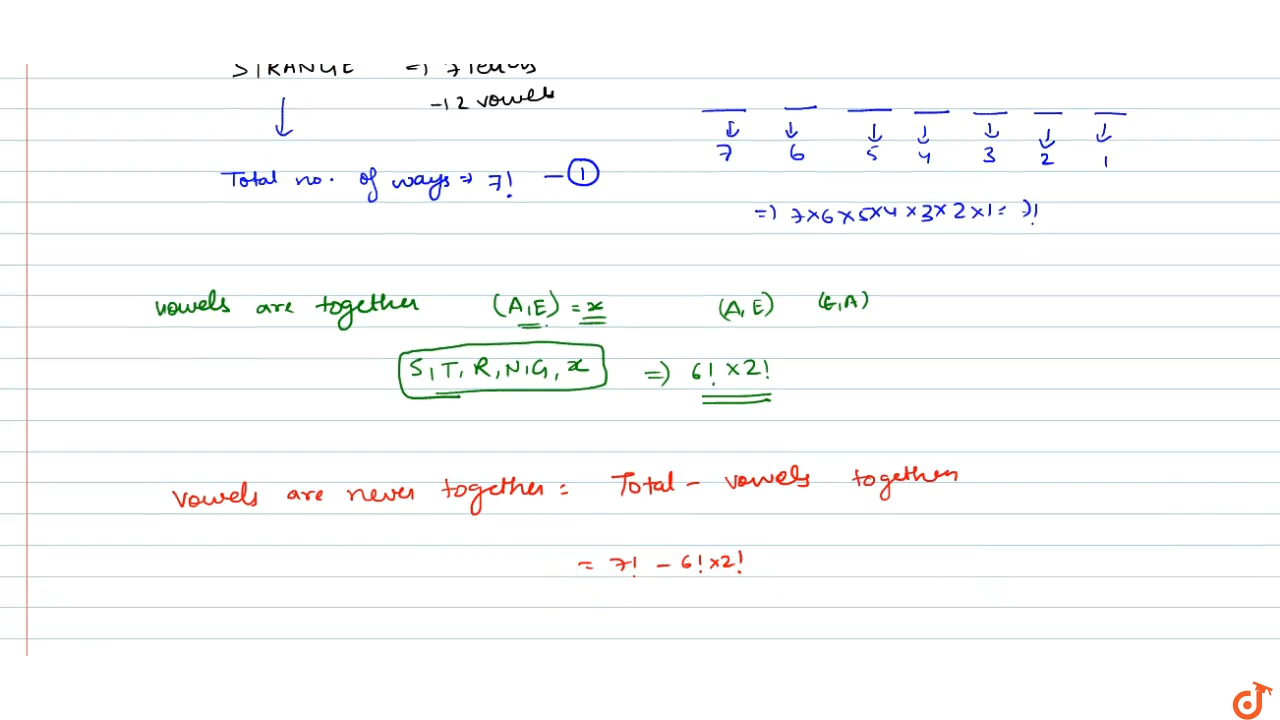 STRANGE => 7 letters
→ 2 vowels
7 6 5 4 3 2 1
Total no. of ways => 7! — ①
=> 7×6×5×4×3×2×1 = 7!
vowels are together (A,E) = x (A,E) (E,A)
S,T,R,N,G,x => 6!×2!
vowels are never together = Total - vowels together
= 7! - 6!×2!